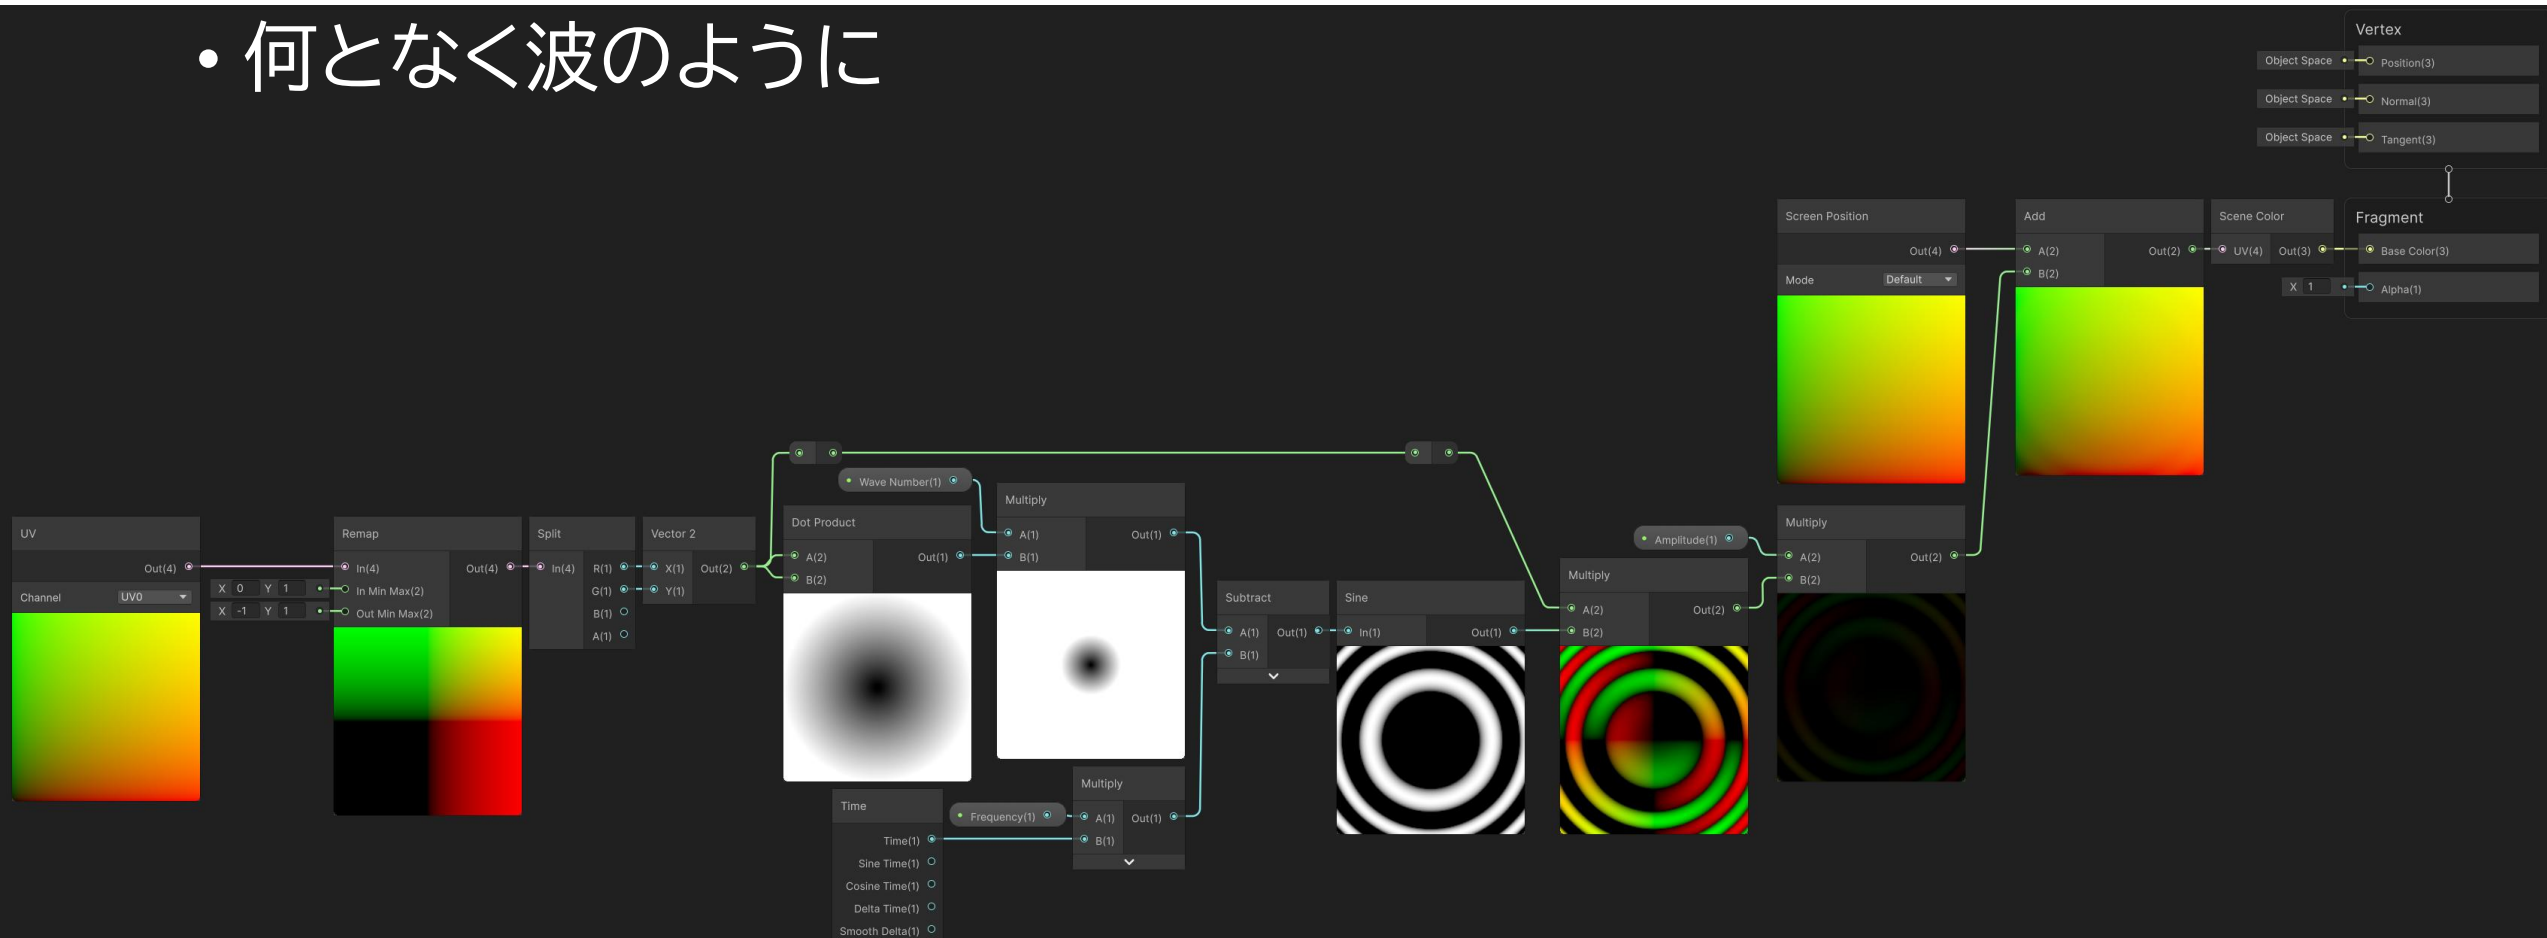 • 何となく波のように
Vertex
Object Space
Position(3)
Object Space
Normal(3)
Object Space
Tangent(3)
Screen Position
Out(4)
Mode
Default
Add
A(2)
Out(2)
B(2)
Scene Color
UV(4)
Out(3)
Fragment
Base Color(3)
X 1
Alpha(1)
UV
Out(4)
Channel
UV0
X 0 Y 1
X -1 Y 1
Remap
In(4)
Out(4)
In Min Max(2)
Out Min Max(2)
Split
In(4)
R(1)
G(1)
B(1)
A(1)
Vector 2
X(1)
Out(2)
Y(1)
Dot Product
A(2)
Out(1)
B(2)
Wave Number(1)
Multiply
A(1)
Out(1)
B(1)
Time
Time(1)
Sine Time(1)
Cosine Time(1)
Delta Time(1)
Smooth Delta(1)
Frequency(1)
Multiply
A(1)
Out(1)
B(1)
Subtract
A(1)
Out(1)
B(1)
Sine
In(1)
Out(1)
Multiply
A(2)
Out(2)
B(2)
Amplitude(1)
Multiply
A(2)
Out(2)
B(2)